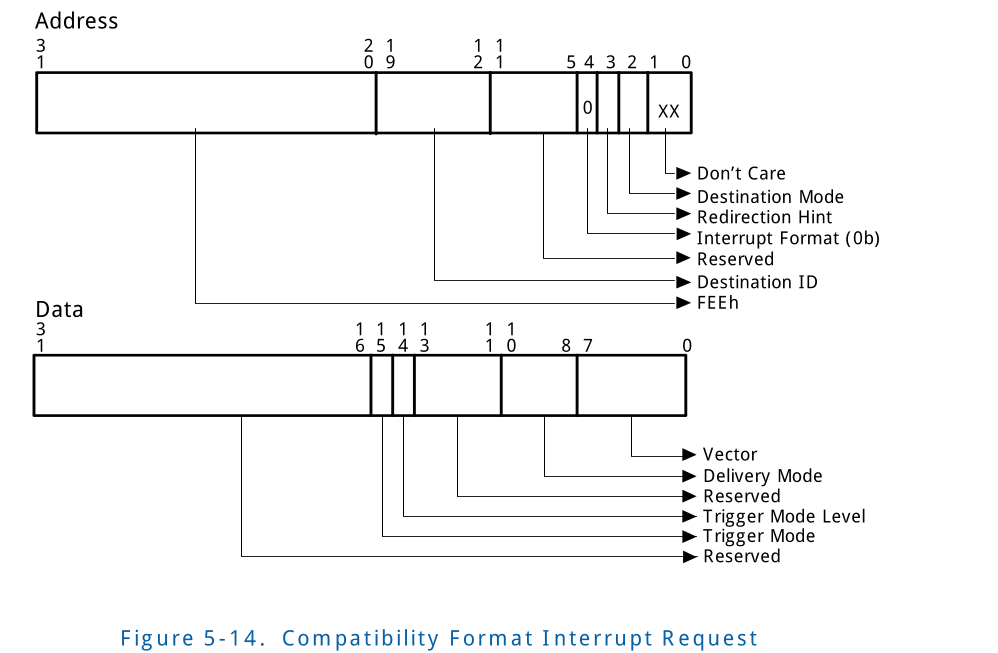 Address
3 2 1 1 1
1 0 9 2 1 5 4 3 2 1 0
0 XX
Don’t Care
Destination Mode
Redirection Hint
Interrupt Format (0b)
Reserved
Destination ID
FEEh
Data
3 1 1 1 1 1 1
1 6 5 4 3 1 0 8 7 0
Vector
Delivery Mode
Reserved
Trigger Mode Level
Trigger Mode
Reserved
Figure 5-14. Compatibility Format Interrupt Request